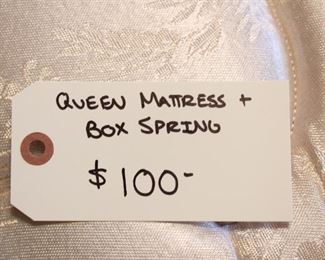 QUEEN MATTRESS +
BOX SPRING
$100-